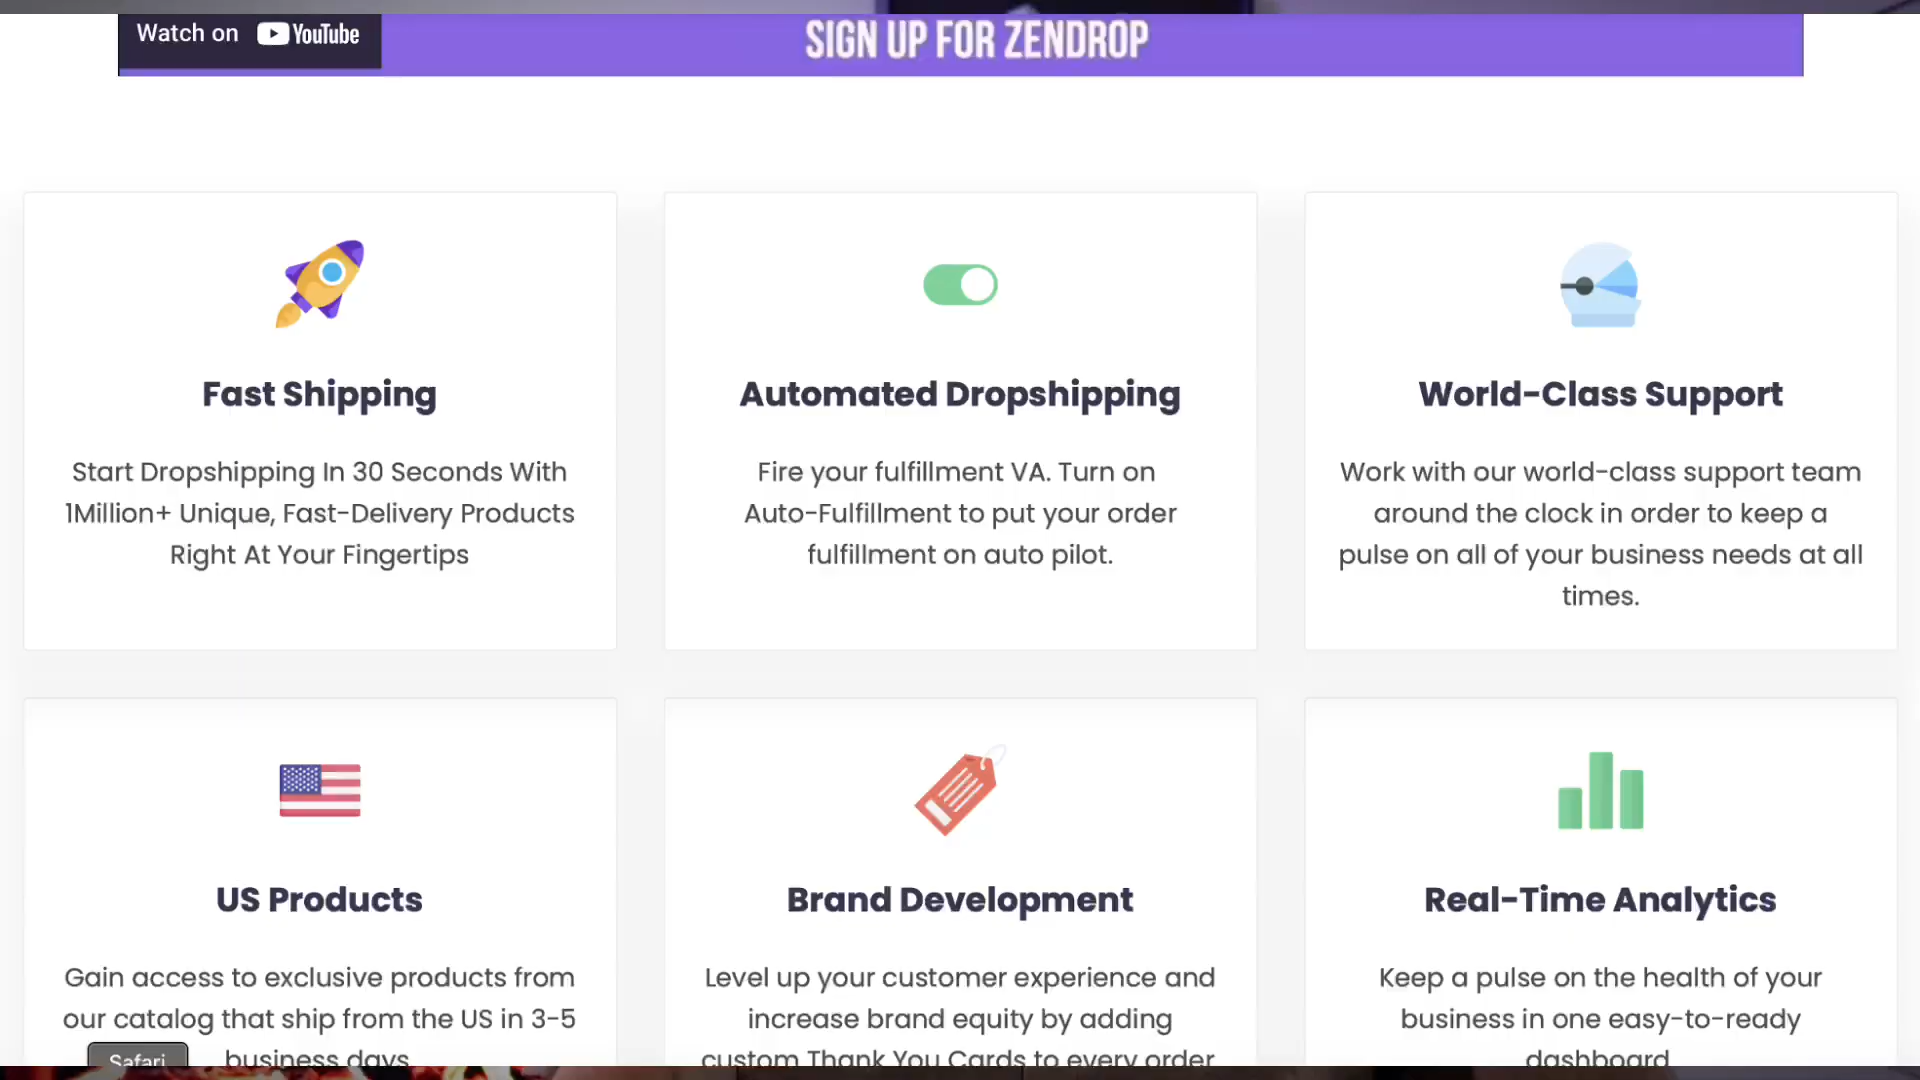 Watch on YouTube
SIGN UP FOR ZENDROP
Fast Shipping
Start Dropshipping In 30 Seconds With
1Million+ Unique, Fast-Delivery Products
Right At Your Fingertips
Automated Dropshipping
Fire your fulfillment VA. Turn on
Auto-Fulfillment to put your order
fulfillment on auto pilot.
World-Class Support
Work with our world-class support team
around the clock in order to keep a
pulse on all of your business needs at all
times.
US Products
Gain access to exclusive products from
our catalog that ship from the US in 3-5
business days
Safari
Brand Development
Level up your customer experience and
increase brand equity by adding
custom Thank You Cards to every order
Real-Time Analytics
Keep a pulse on the health of your
business in one easy-to-ready
dashboard